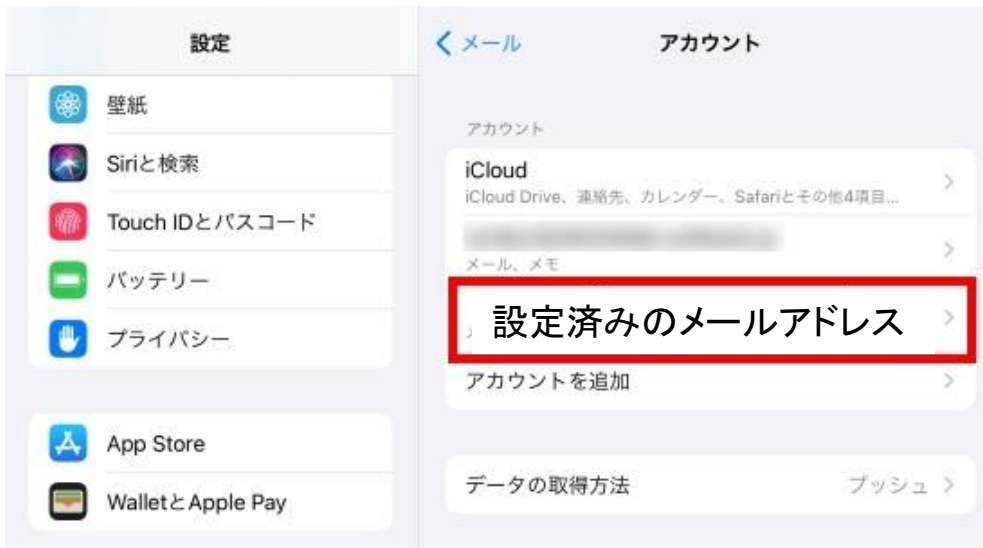 設定
壁紙
Siriと検索
Touch IDとパスコード
バッテリー
プライバシー
App Store
WalletとApple Pay
メール
アカウント
アカウント
iCloud
iCloud Drive、連絡先、カレンダー、Safariとその他4項目...
メール、メモ
設定済みのメールアドレス
アカウントを追加
データの取得方法 プッシュ